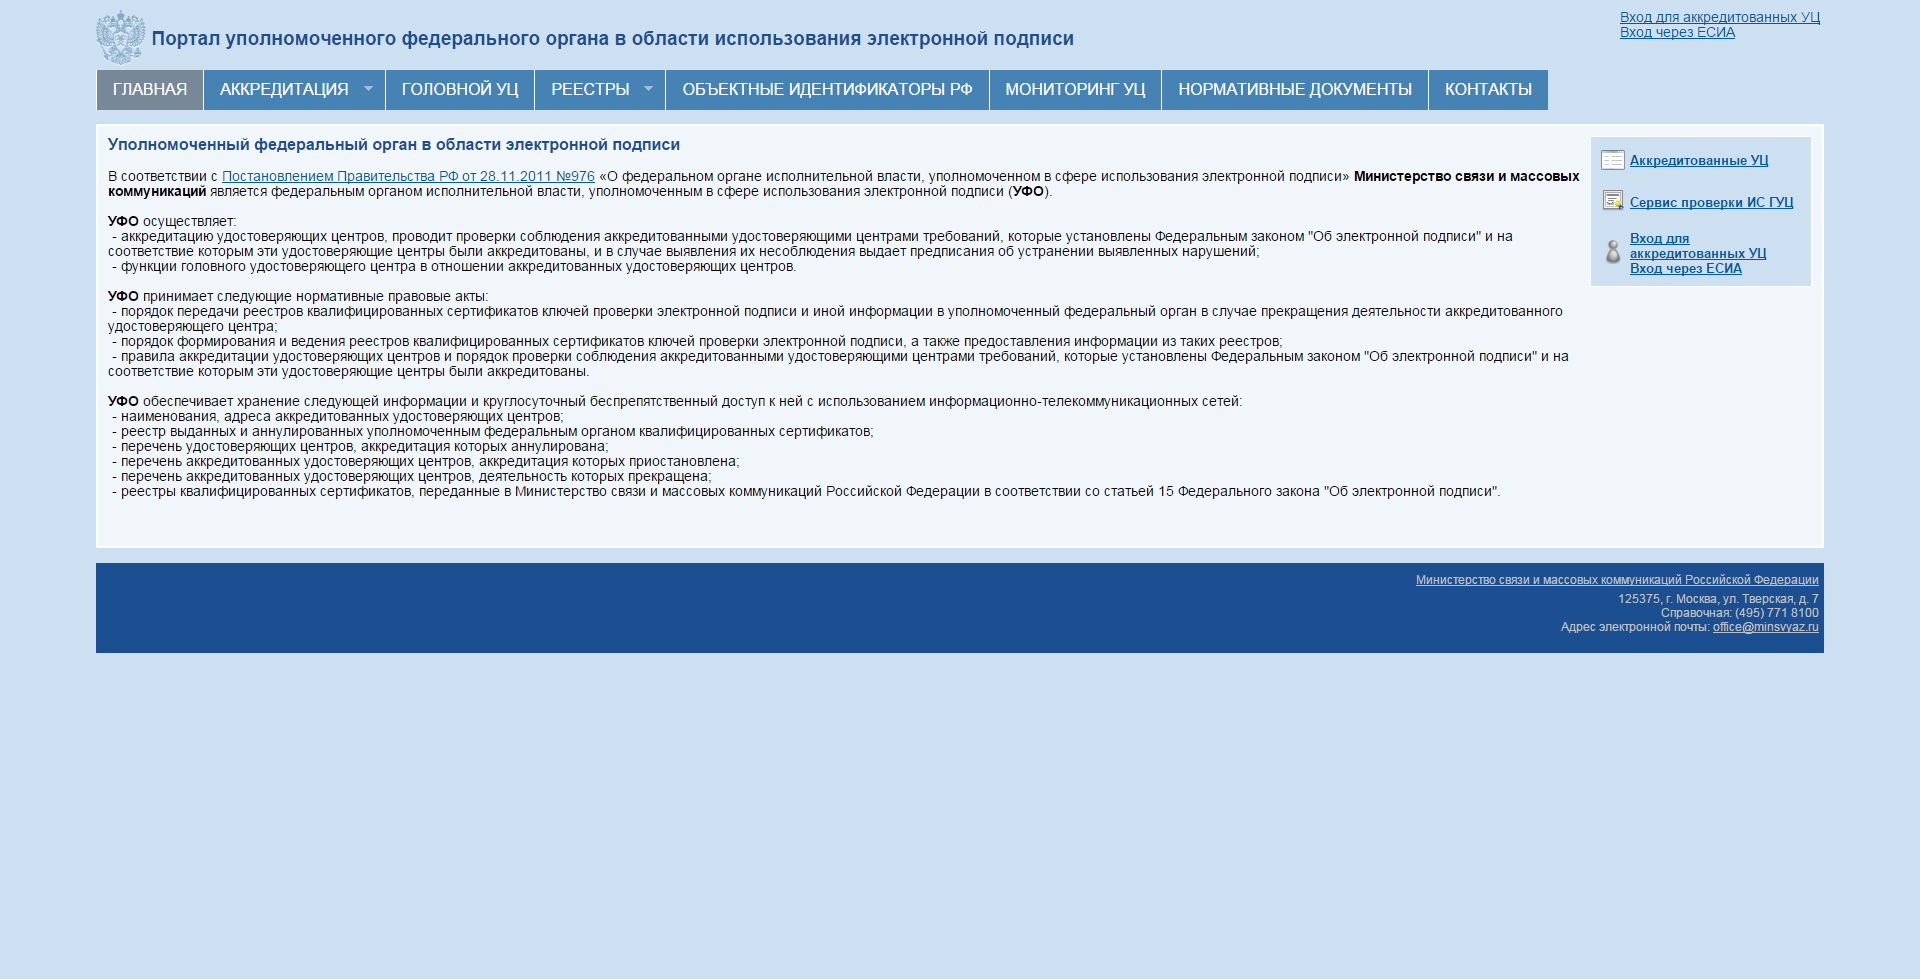 Вход для аккредитованных УЦ
Вход через ЕСИА
Портал уполномоченного федерального органа в области использования электронной подписи
ГЛАВНАЯ АККРЕДИТАЦИЯ ГОЛОВНОЙ УЦ РЕЕСТРЫ ОБЪЕКТНЫЕ ИДЕНТИФИКАТОРЫ РФ МОНИТОРИНГ УЦ НОРМАТИВНЫЕ ДОКУМЕНТЫ КОНТАКТЫ
Уполномоченный федеральный орган в области электронной подписи
В соответствии с Постановлением Правительства РФ от 28.11.2011 №976 «О федеральном органе исполнительной власти, уполномоченном в сфере использования электронной подписи» Министерство связи и массовых
коммуникаций является федеральным органом исполнительной власти, уполномоченным в сфере использования электронной подписи (УФО).
УФО осуществляет:
- аккредитацию удостоверяющих центров, проводит проверки соблюдения аккредитованными удостоверяющими центрами требований, которые установлены Федеральным законом "Об электронной подписи" и на
соответствие которым эти удостоверяющие центры были аккредитованы, и в случае выявления их несоблюдения выдает предписания об устранении выявленных нарушений;
- функции головного удостоверяющего центра в отношении аккредитованных удостоверяющих центров.
УФО принимает следующие нормативные правовые акты:
- порядок передачи реестров квалифицированных сертификатов ключей проверки электронной подписи и иной информации в уполномоченный федеральный орган в случае прекращения деятельности аккредитованного
удостоверяющего центра;
- порядок формирования и ведения реестров квалифицированных сертификатов ключей проверки электронной подписи, а также предоставления информации из таких реестров;
- правила аккредитации удостоверяющих центров и порядок проверки соблюдения аккредитованными удостоверяющими центрами требований, которые установлены Федеральным законом "Об электронной подписи" и на
соответствие которым эти удостоверяющие центры были аккредитованы.
УФО обеспечивает хранение следующей информации и круглосуточный беспрепятственный доступ к ней с использованием информационно-телекоммуникационных сетей:
- наименования, адреса аккредитованных удостоверяющих центров;
- реестр выданных и аннулированных уполномоченным федеральным органом квалифицированных сертификатов;
- перечень удостоверяющих центров, аккредитация которых аннулирована;
- перечень аккредитованных удостоверяющих центров, аккредитация которых приостановлена;
- перечень аккредитованных удостоверяющих центров, деятельность которых прекращена;
- реестры квалифицированных сертификатов, переданные в Министерство связи и массовых коммуникаций Российской Федерации в соответствии со статьей 15 Федерального закона "Об электронной подписи".
Аккредитованные УЦ
Сервис проверки ИС ГУЦ
Вход для
аккредитованных УЦ
Вход через ЕСИА
Министерство связи и массовых коммуникаций Российской Федерации
125375, г. Москва, ул. Тверская, д. 7
Справочная: (495) 771 8100
Адрес электронной почты: office@minsvyaz.ru